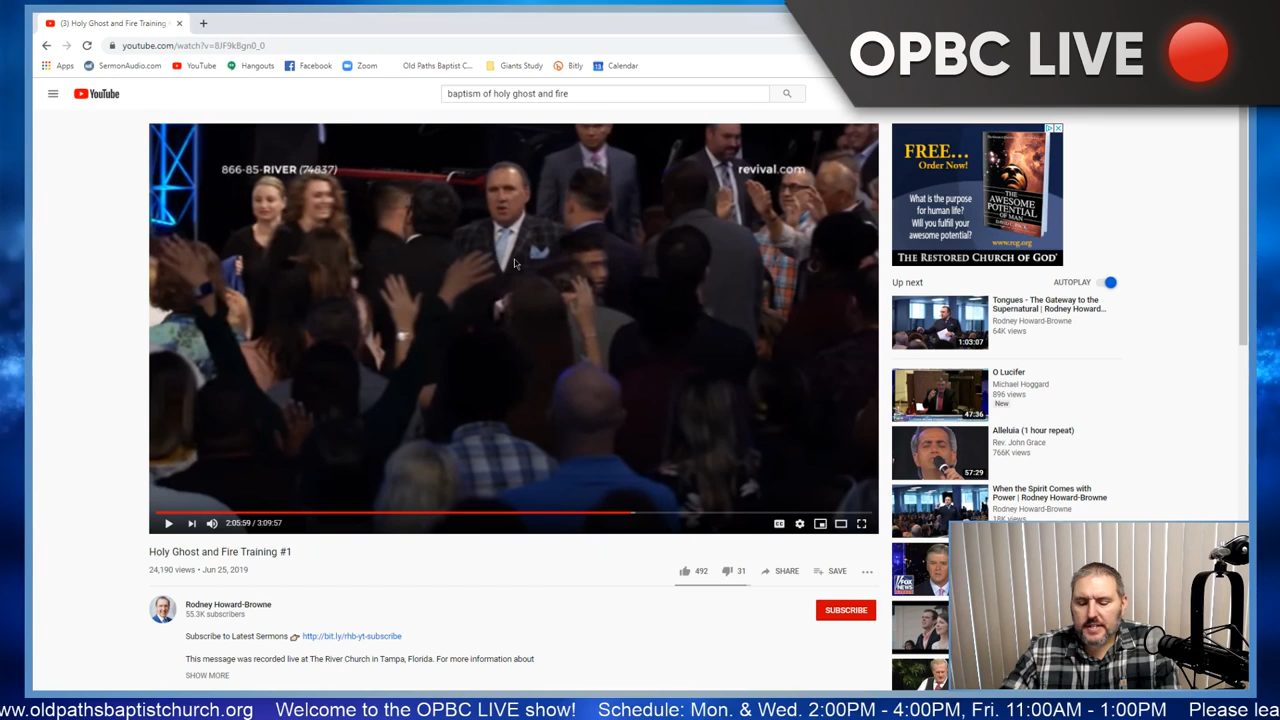 (3) Holy Ghost and Fire Training
OPBC LIVE
youtube.com/watch?v=8JF9kBgn0_0
Apps SermonAudio.com YouTube Hangouts Facebook Zoom Old Paths Baptist C... Giants Study Bitly Calendar
YouTube
baptism of holy ghost and fire
866-85-RIVER (74837)
revival.com
FREE...
Order Now!
What is the purpose
for human life?
Will you fulfill your
awesome potential?
THE
AWESOME
POTENTIAL
OF MAN
www.rcg.org
THE RESTORED CHURCH OF GOD
Up next
AUTOPLAY
Tongues - The Gateway to the
Supernatural | Rodney Howard...
Rodney Howard-Browne
64K views
1:03:07
O Lucifer
Michael Hoggard
896 views
New
47:36
Alleluia (1 hour repeat)
Rev. John Grace
766K views
57:29
When the Spirit Comes with
Power | Rodney Howard-Browne
Rodney Howard-Browne
18K views
2:05:59 / 3:09:57
CC
Holy Ghost and Fire Training #1
24,190 views • Jun 25, 2019
492 31 SHARE SAVE
Rodney Howard-Browne
55.3K subscribers
SUBSCRIBE
Subscribe to Latest Sermons http://bit.ly/rhb-yt-subscribe
This message was recorded live at The River Church in Tampa, Florida. For more information about
SHOW MORE
FOX
NEWS
ww.oldpathsbaptistchurch.org Welcome to the OPBC LIVE show! Schedule: Mon. & Wed. 2:00PM - 4:00PM, Fri. 11:00AM - 1:00PM Please lea